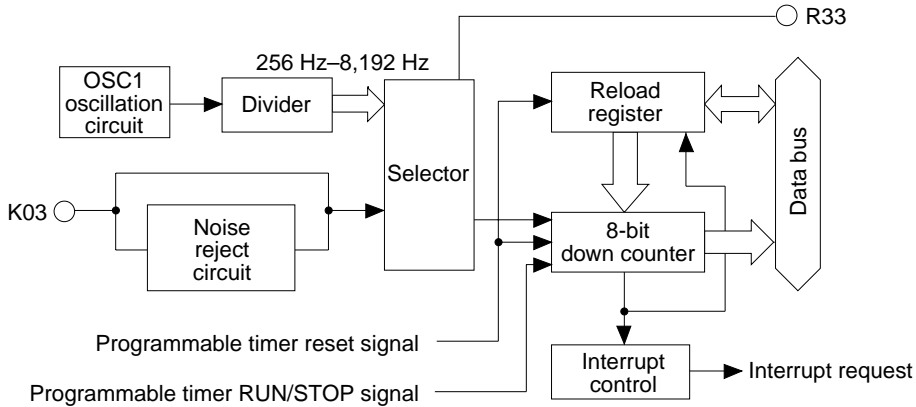 R33
256 Hz–8,192 Hz
OSC1
oscillation
circuit
Divider
Reload
register
Data bus
Selector
K03
Noise
reject
circuit
8-bit
down counter
Programmable timer reset signal
Programmable timer RUN/STOP signal
Interrupt
control
Interrupt request